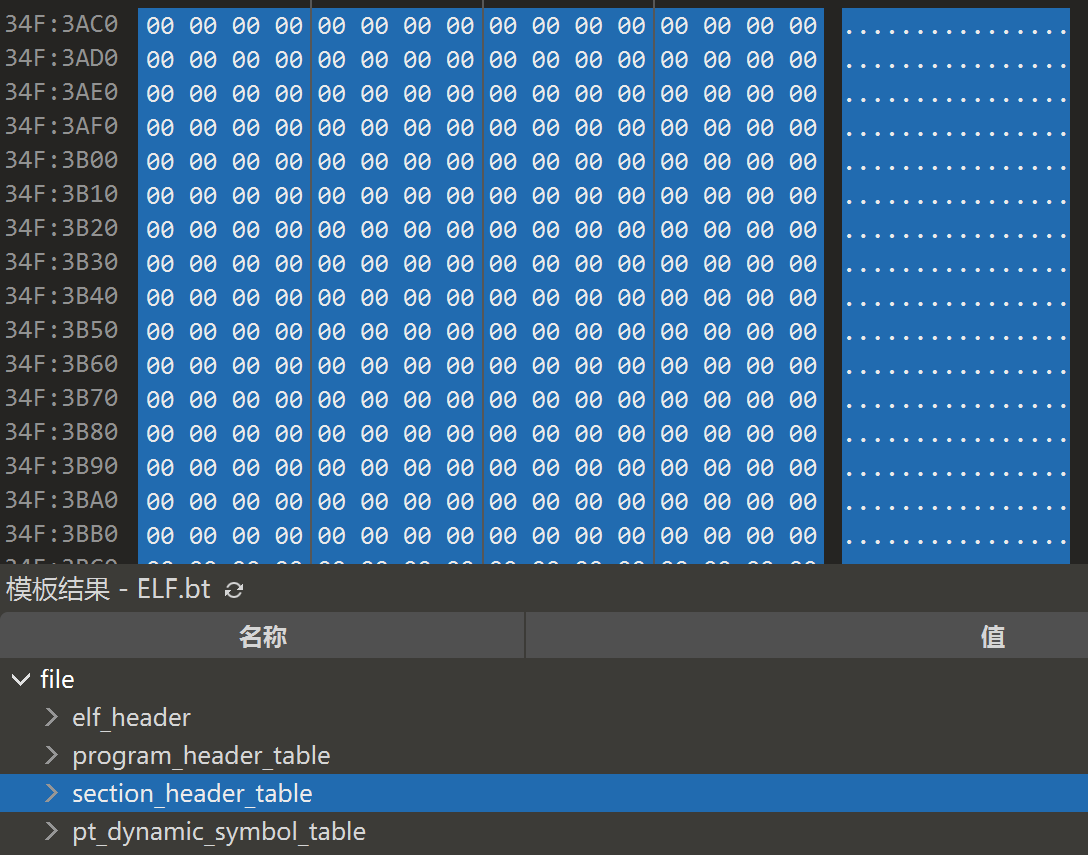 34F:3AC0 00 00 00 00 00 00 00 00 00 00 00 00 00 00 00 00 ................
34F:3AD0 00 00 00 00 00 00 00 00 00 00 00 00 00 00 00 00 ................
34F:3AE0 00 00 00 00 00 00 00 00 00 00 00 00 00 00 00 00 ................
34F:3AF0 00 00 00 00 00 00 00 00 00 00 00 00 00 00 00 00 ................
34F:3B00 00 00 00 00 00 00 00 00 00 00 00 00 00 00 00 00 ................
34F:3B10 00 00 00 00 00 00 00 00 00 00 00 00 00 00 00 00 ................
34F:3B20 00 00 00 00 00 00 00 00 00 00 00 00 00 00 00 00 ................
34F:3B30 00 00 00 00 00 00 00 00 00 00 00 00 00 00 00 00 ................
34F:3B40 00 00 00 00 00 00 00 00 00 00 00 00 00 00 00 00 ................
34F:3B50 00 00 00 00 00 00 00 00 00 00 00 00 00 00 00 00 ................
34F:3B60 00 00 00 00 00 00 00 00 00 00 00 00 00 00 00 00 ................
34F:3B70 00 00 00 00 00 00 00 00 00 00 00 00 00 00 00 00 ................
34F:3B80 00 00 00 00 00 00 00 00 00 00 00 00 00 00 00 00 ................
34F:3B90 00 00 00 00 00 00 00 00 00 00 00 00 00 00 00 00 ................
34F:3BA0 00 00 00 00 00 00 00 00 00 00 00 00 00 00 00 00 ................
34F:3BB0 00 00 00 00 00 00 00 00 00 00 00 00 00 00 00 00 ................
模板结果 - ELF.bt
名称 值
file
elf_header
program_header_table
section_header_table
pt_dynamic_symbol_table